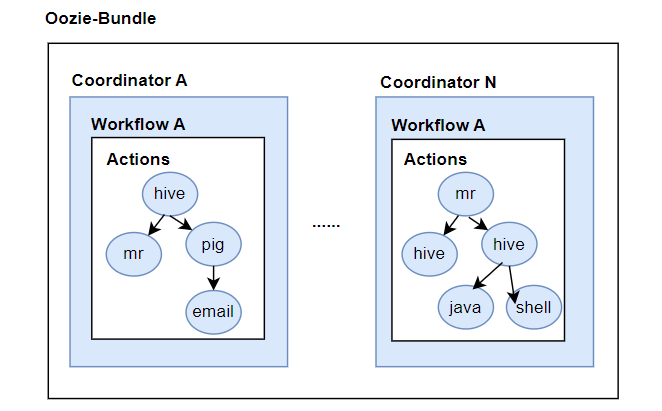 Oozie-Bundle
Coordinator A
Workflow A
Actions
hive
mr
pig
email
......
Coordinator N
Workflow A
Actions
mr
hive
hive
java
shell